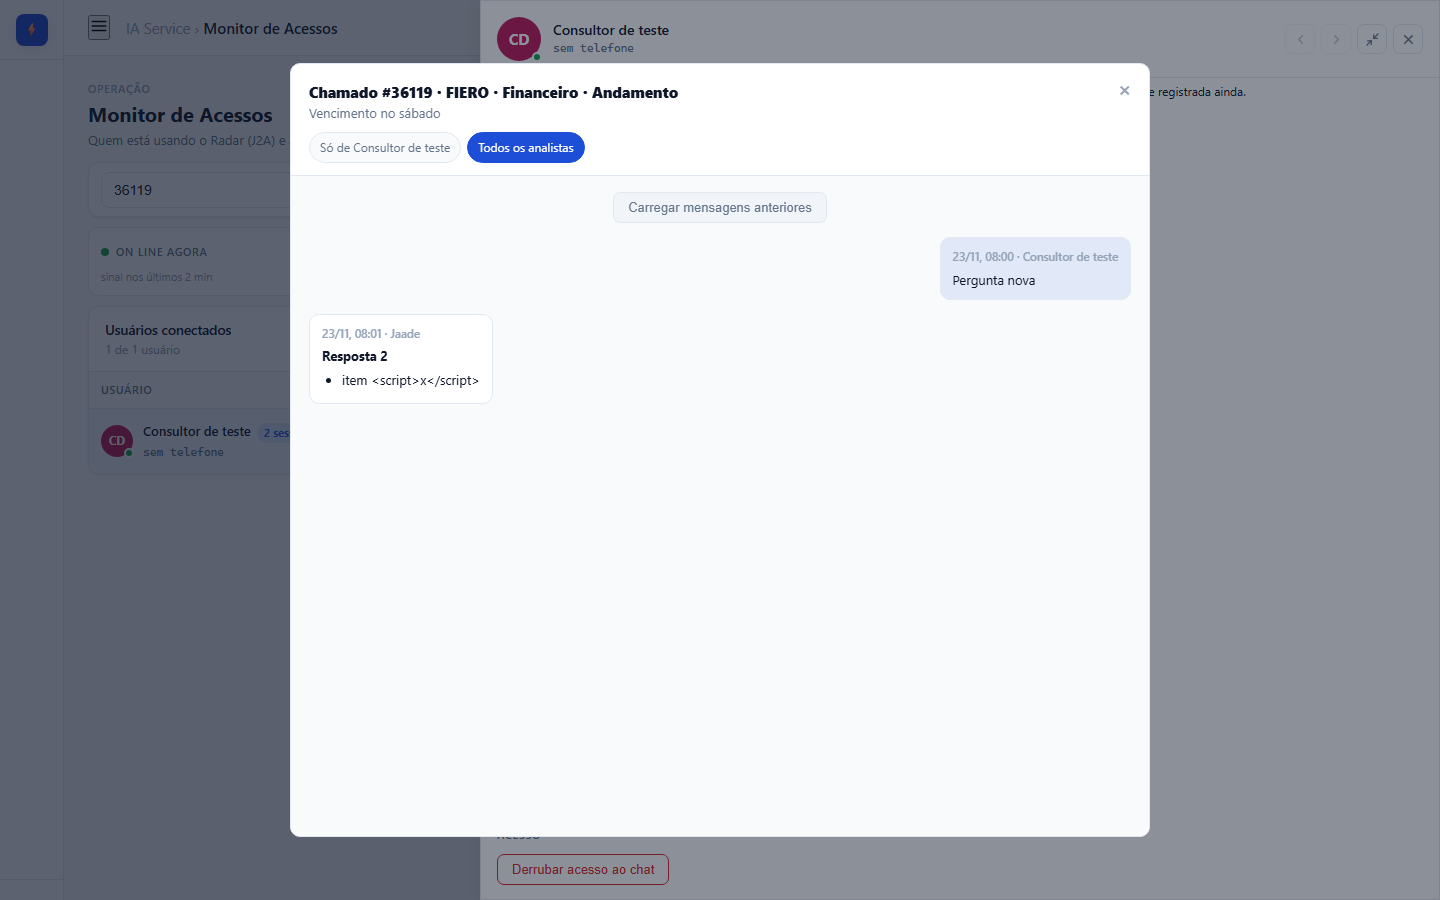 IA Service › Monitor de Acessos
OPERAÇÃO
Monitor de Acessos
Quem está usando o Radar (J2A) e
36119
ON LINE AGORA
sinal nos últimos 2 min
Usuários conectados
1 de 1 usuário
USUÁRIO
CD
Consultor de teste
2 ses
sem telefone
CD
Consultor de teste
sem telefone
e registrada ainda.
Chamado #36119 · FIERO · Financeiro · Andamento
Vencimento no sábado
Só de Consultor de teste
Todos os analistas
Carregar mensagens anteriores
23/11, 08:00 · Consultor de teste
Pergunta nova
23/11, 08:01 · Jaade
Resposta 2
• item <script>x</script>
Derrubar acesso ao chat